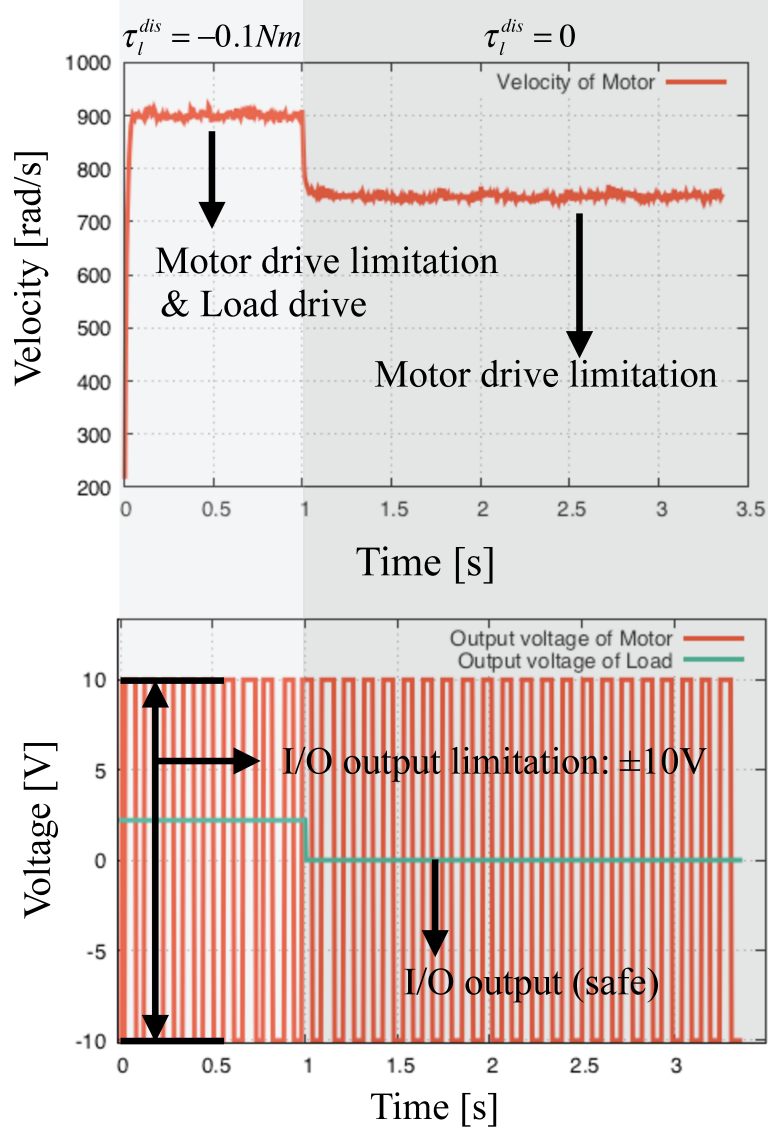 τ_l^dis = −0.1Nm τ_l^dis = 0
1000
900
800
700
600
500
400
300
200
Velocity [rad/s]
Velocity of Motor
Motor drive limitation
& Load drive
Motor drive limitation
0 0.5 1 1.5 2 2.5 3 3.5
Time [s]
Output voltage of Motor
Output voltage of Load
10
5
0
-5
-10
Voltage [V]
I/O output limitation: ±10V
I/O output (safe)
0 0.5 1 1.5 2 2.5 3
Time [s]